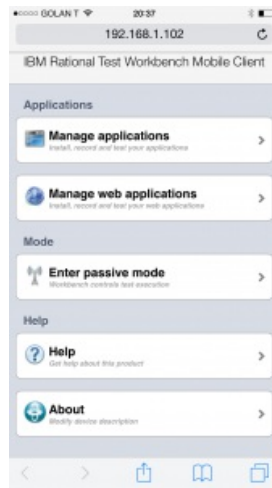 GOLAN T 20:37
192.168.1.102
IBM Rational Test Workbench Mobile Client
Applications
Manage applications
Install, record and test your applications
Manage web applications
Install, record and test your web applications
Mode
Enter passive mode
Workbench controls test execution
Help
Help
Get help about this product
About
Modify device description